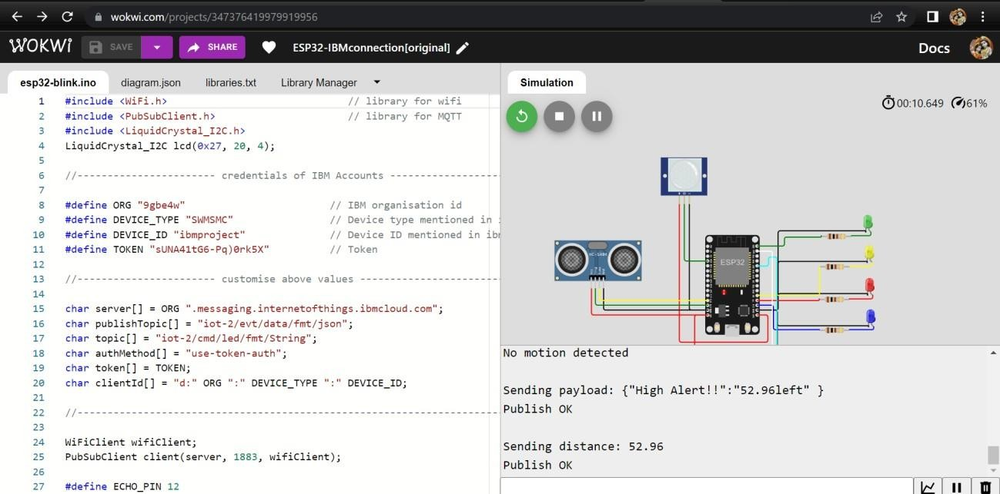 wokwi.com/projects/347376419979919956
WOKWI SAVE SHARE ESP32-IBMconnection[original] Docs
esp32-blink.ino diagram.json libraries.txt Library Manager
1 #include <WiFi.h> // library for wifi
2 #include <PubSubClient.h> // library for MQTT
3 #include <LiquidCrystal_I2C.h>
4 LiquidCrystal_I2C lcd(0x27, 20, 4);
5
6 //----------------------- credentials of IBM Accounts ------------------
7
8 #define ORG "9gbe4w" // IBM organisation id
9 #define DEVICE_TYPE "SWMSMC" // Device type mentioned in
10 #define DEVICE_ID "ibmproject" // Device ID mentioned in ibm
11 #define TOKEN "sUNA41tG6-Pq)0rk5X" // Token
12
13 //----------------------- customise above values -----------------------
14
15 char server[] = ORG ".messaging.internetofthings.ibmcloud.com";
16 char publishTopic[] = "iot-2/evt/data/fmt/json";
17 char topic[] = "iot-2/cmd/led/fmt/String";
18 char authMethod[] = "use-token-auth";
19 char token[] = TOKEN;
20 char clientId[] = "d:" ORG ":" DEVICE_TYPE ":" DEVICE_ID;
21
22 //----------------------------------------------------------------------
23
24 WiFiClient wifiClient;
25 PubSubClient client(server, 1883, wifiClient);
26
27 #define ECHO_PIN 12
Simulation
00:10.649 61%
HC-SR04
ESP32
No motion detected
Sending payload: {"High Alert!!":"52.96left" }
Publish OK
Sending distance: 52.96
Publish OK